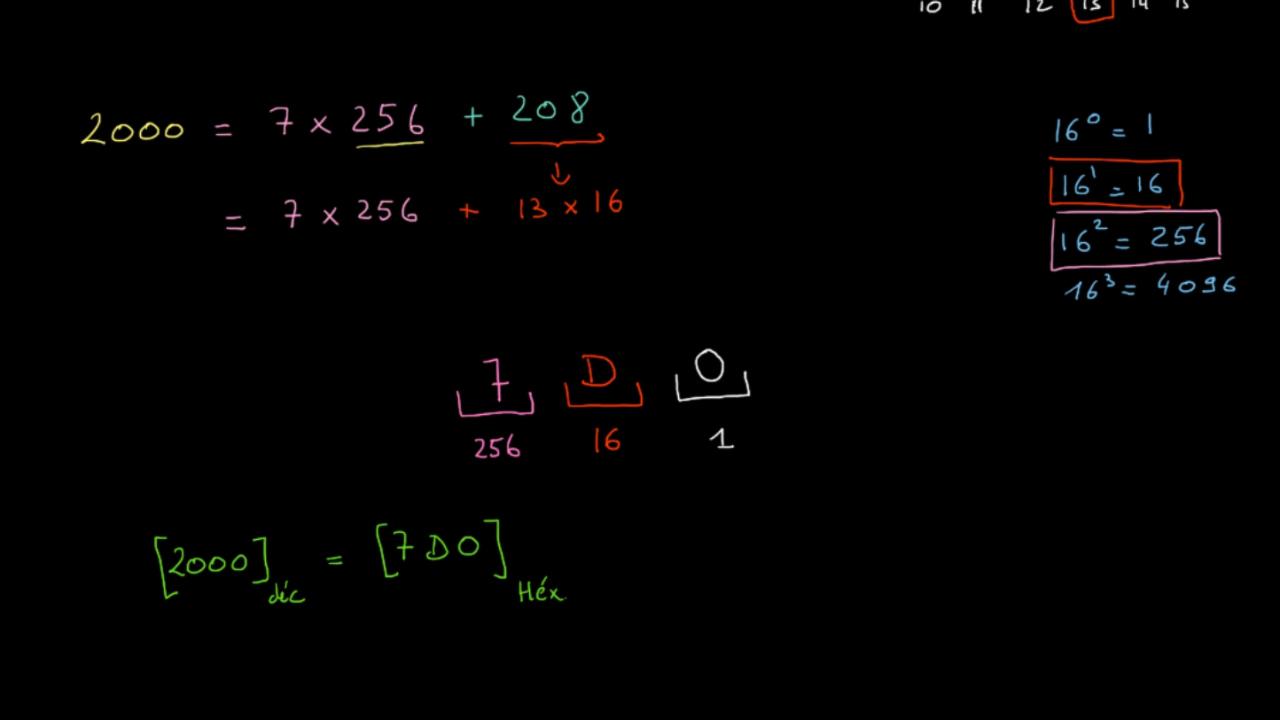 10 11 12 13 14 15
2000 = 7 × 256 + 208
= 7 × 256 + 13 × 16
16⁰ = 1
16¹ = 16
16² = 256
16³ = 4096
7 D 0
256 16 1
[2000]déc = [7D0]Héx.